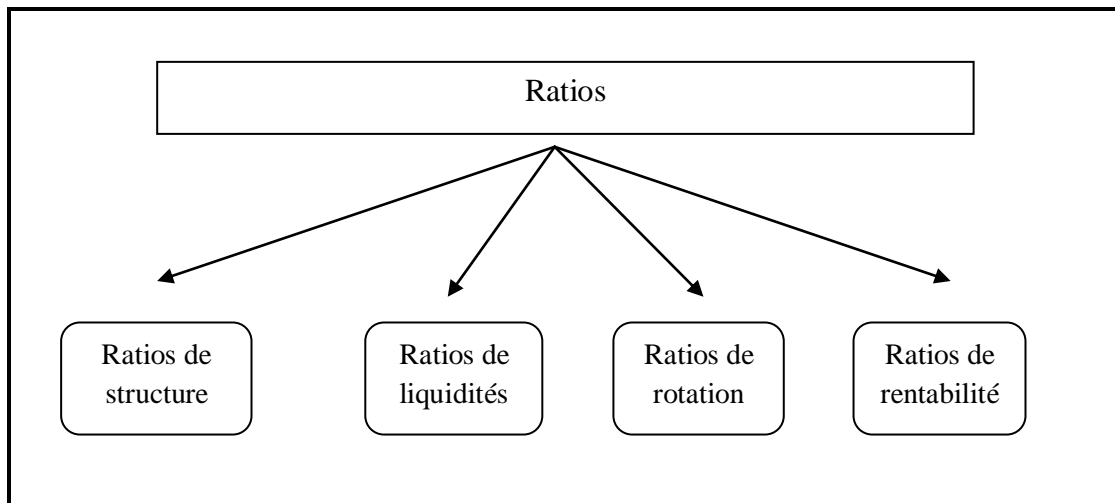 Ratios
Ratios de
structure
Ratios de
liquidités
Ratios de
rotation
Ratios de
rentabilité